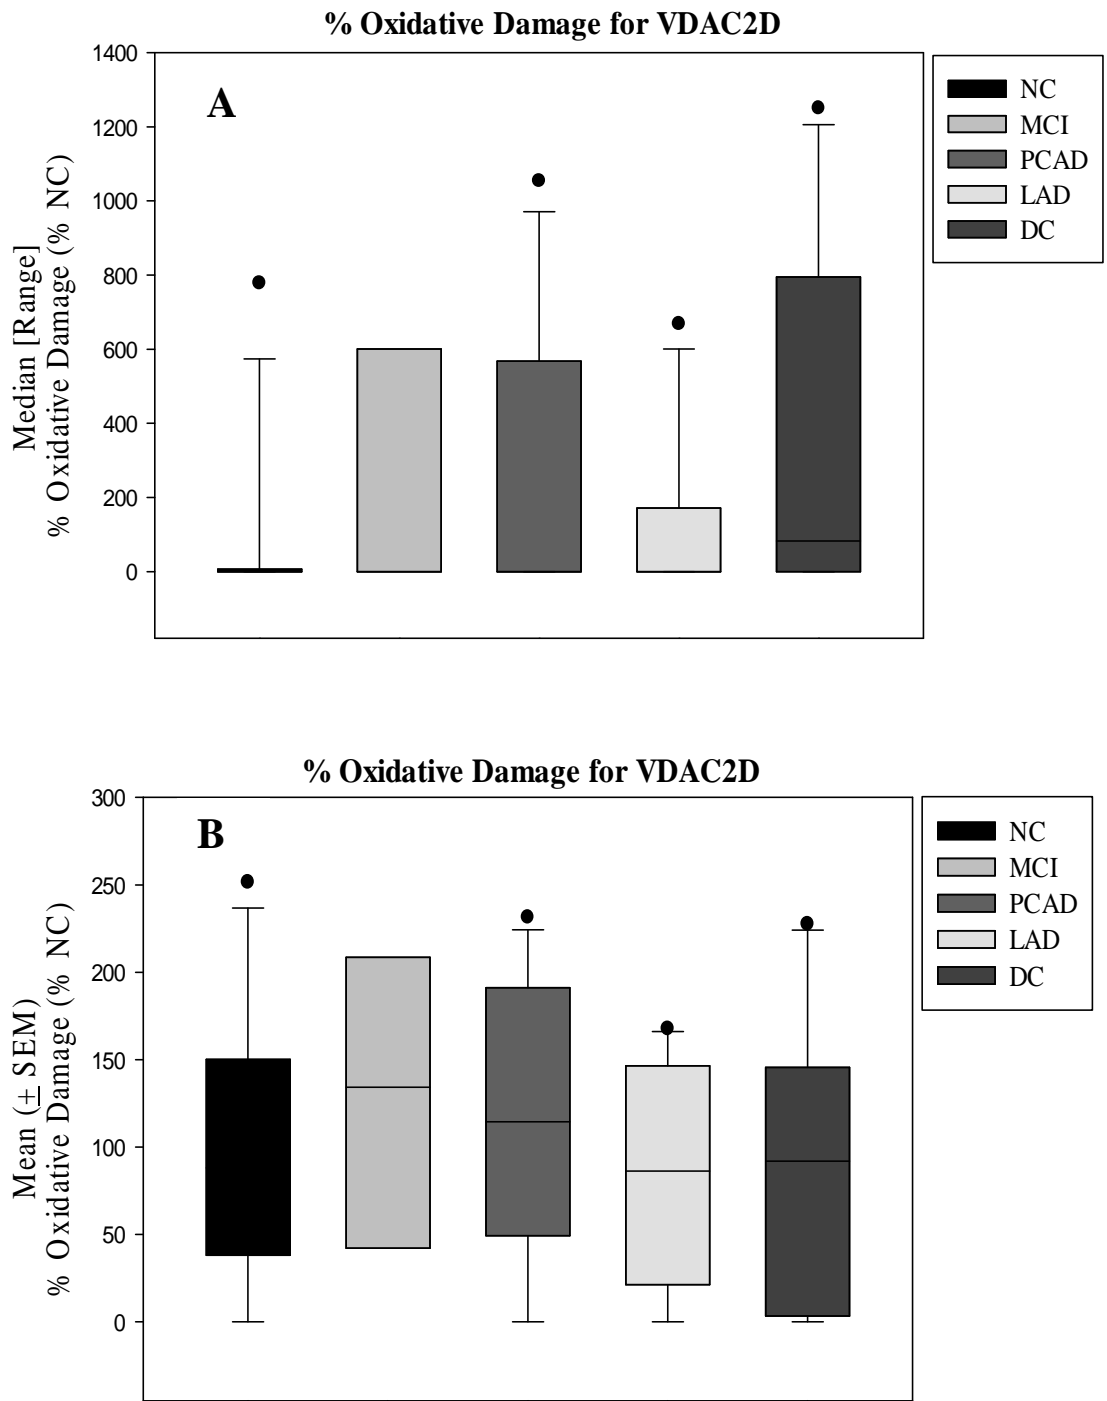 % Oxidative Damage for VDAC2D
A
1400
1200
1000
800
600
400
200
0
Median [Range]
% Oxidative Damage (% NC)
NC
MCI
PCAD
LAD
DC
% Oxidative Damage for VDAC2D
B
300
250
200
150
100
50
0
Mean (± SEM)
% Oxidative Damage (% NC)
NC
MCI
PCAD
LAD
DC